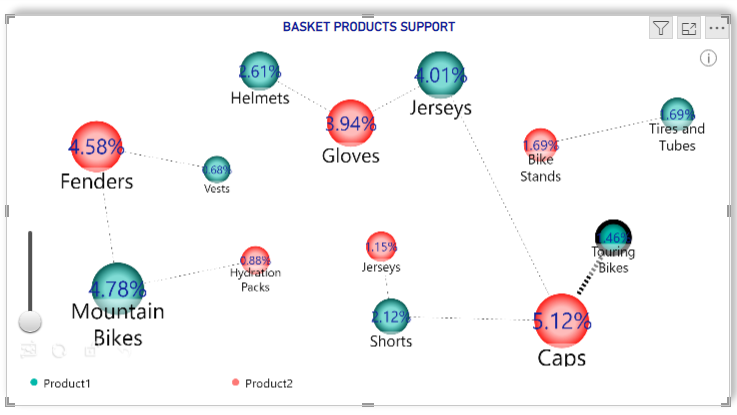 BASKET PRODUCTS SUPPORT
2.61%
Helmets
4.01%
Jerseys
3.94%
Gloves
1.69%
Tires and
Tubes
1.69%
Bike
Stands
4.58%
Fenders
0.68%
Vests
Touring
Bikes
1.15%
Jerseys
0.88%
Hydration
Packs
4.78%
Mountain
Bikes
2.12%
Shorts
5.12%
Caps
Product1
Product2